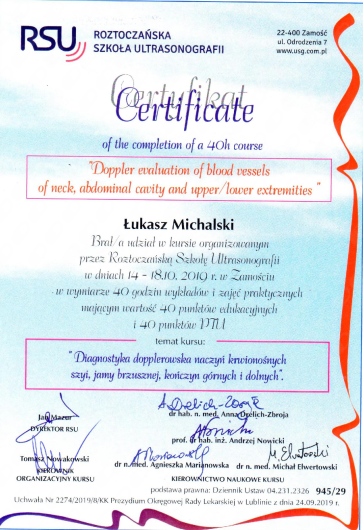 RSU ROZTOCZAŃSKA
SZKOŁA ULTRASONOGRAFII
22-400 Zamość
ul. Odrodzenia 7
www.usg.com.pl
Certyfikat
Certificate
of the completion of a 40h course
"Doppler evaluation of blood vessels
of neck, abdominal cavity and upper/lower extremities "
Łukasz Michalski
Brał/a udział w kursie organizowanym
przez Roztoczańską Szkołę Ultrasonografii
w dniach 14 - 18.10. 2019 r. w Zamościu
w wymiarze 40 godzin wykładów i zajęć praktycznych
mającym wartość 40 punktów edukacyjnych
i 40 punktów PTU
temat kursu:
"Diagnostyka dopplerowska naczyń krwionośnych
szyi, jamy brzusznej, kończyn górnych i dolnych".
Jan Mazur
DYREKTOR RSU
dr hab. n. med. Anna Drelich-Zbroja
prof. dr hab. inż. Andrzej Nowicki
Tomasz Nowakowski
KIEROWNIK
ORGANIZACYJNY KURSU
dr n med. Agnieszka Marianowska
dr n. med. Michał Elwertowski
KIEROWNICTWO NAUKOWE KURSU
podstawa prawna: Dziennik Ustaw 04.231.2326 945/29
Uchwała Nr 2274/2019/8/KK Prezydium Okręgowej Rady Lekarskiej w Lublinie z dnia 24.09.2019 r.